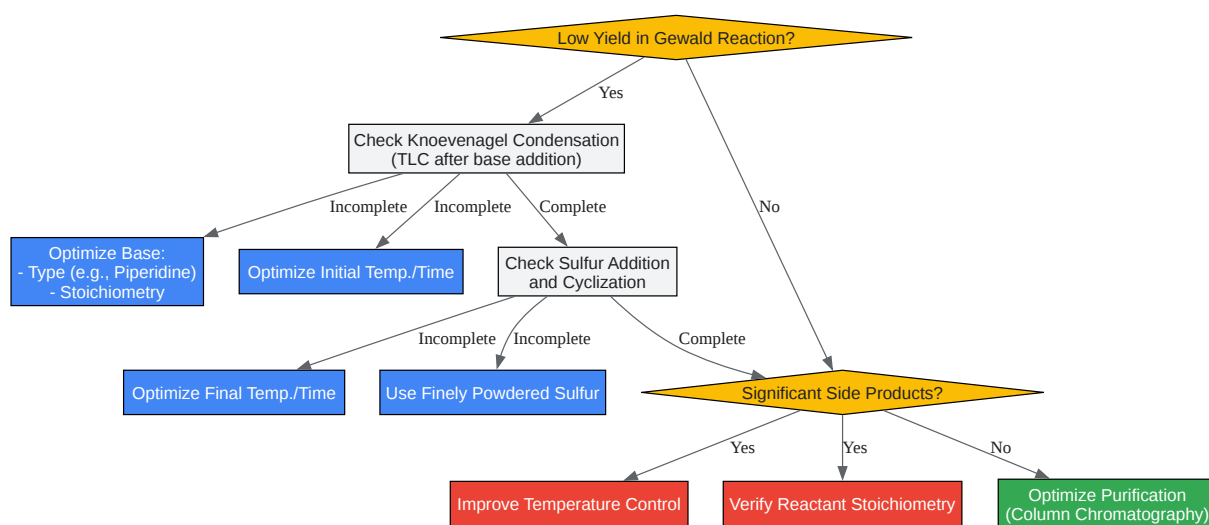 Low Yield in Gewald Reaction?
Yes
Check Knoevenagel Condensation
(TLC after base addition)
No
Incomplete
Incomplete
Complete
Optimize Base:
- Type (e.g., Piperidine)
- Stoichiometry
Optimize Initial Temp./Time
Check Sulfur Addition
and Cyclization
Incomplete
Incomplete
Complete
Optimize Final Temp./Time
Use Finely Powdered Sulfur
Significant Side Products?
Yes
Yes
No
Improve Temperature Control
Verify Reactant Stoichiometry
Optimize Purification
(Column Chromatography)